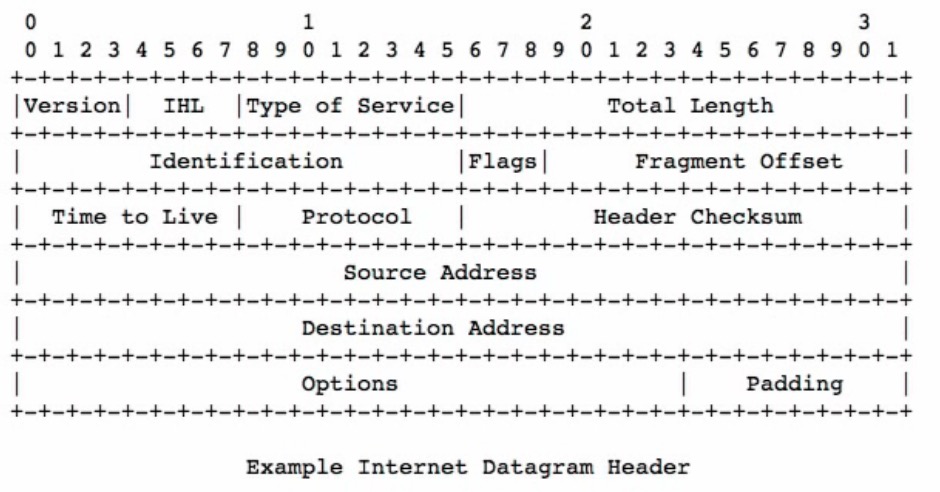 0                   1                   2                   3
 0 1 2 3 4 5 6 7 8 9 0 1 2 3 4 5 6 7 8 9 0 1 2 3 4 5 6 7 8 9 0 1
+-+-+-+-+-+-+-+-+-+-+-+-+-+-+-+-+-+-+-+-+-+-+-+-+-+-+-+-+-+-+-+-+
|Version|  IHL  |Type of Service|          Total Length         |
+-+-+-+-+-+-+-+-+-+-+-+-+-+-+-+-+-+-+-+-+-+-+-+-+-+-+-+-+-+-+-+-+
|         Identification        |Flags|      Fragment Offset    |
+-+-+-+-+-+-+-+-+-+-+-+-+-+-+-+-+-+-+-+-+-+-+-+-+-+-+-+-+-+-+-+-+
|  Time to Live |    Protocol   |         Header Checksum       |
+-+-+-+-+-+-+-+-+-+-+-+-+-+-+-+-+-+-+-+-+-+-+-+-+-+-+-+-+-+-+-+-+
|                       Source Address                          |
+-+-+-+-+-+-+-+-+-+-+-+-+-+-+-+-+-+-+-+-+-+-+-+-+-+-+-+-+-+-+-+-+
|                    Destination Address                        |
+-+-+-+-+-+-+-+-+-+-+-+-+-+-+-+-+-+-+-+-+-+-+-+-+-+-+-+-+-+-+-+-+
|                    Options                    |    Padding    |
+-+-+-+-+-+-+-+-+-+-+-+-+-+-+-+-+-+-+-+-+-+-+-+-+-+-+-+-+-+-+-+-+
                Example Internet Datagram Header